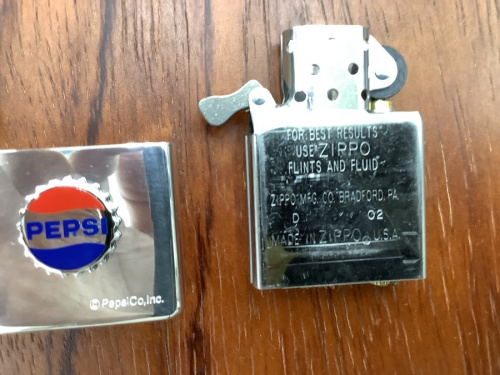 PEPSI
© PepsiCo, Inc.
FOR BEST RESULTS
USE ZIPPO
FLINTS AND FLUID
ZIPPO MFG. CO. BRADFORD, PA.
D 02
MADE IN ZIPPO U.S.A.